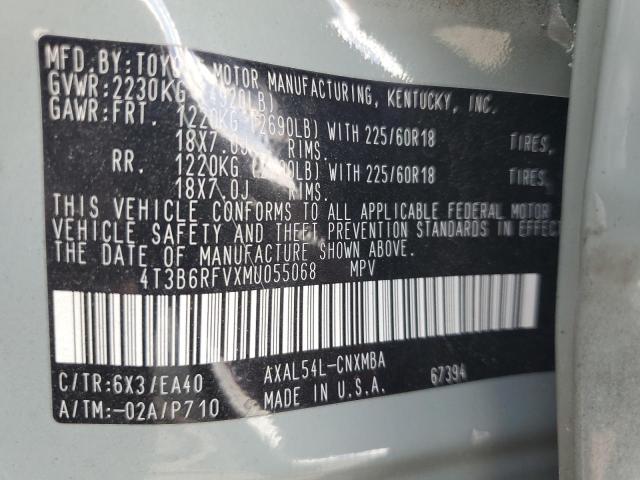 MFD. BY: MOTOR MANUFACTURING, KENTUCKY, INC.
GVWR: 2230KG
GAWR: FRT. 1220KG (2690LB) WITH 225/60R18 TIRES,
18X7.0J RIMS.
RR. 1220KG WITH 225/60R18 TIRES,
18X7.0J RIMS.
THIS VEHICLE CONFORMS TO ALL APPLICABLE FEDERAL MOTOR
VEHICLE SAFETY AND THEFT PREVENTION STANDARDS IN EFFECT
THE DATE OF MANUFACTURE SHOWN ABOVE.
4T3B6RFVXMU055068 MPV
AXAL54L-CNXMBA 67394
C/TR:6X3/EA40 MADE IN U.S.A.
A/TM:-02A/P710